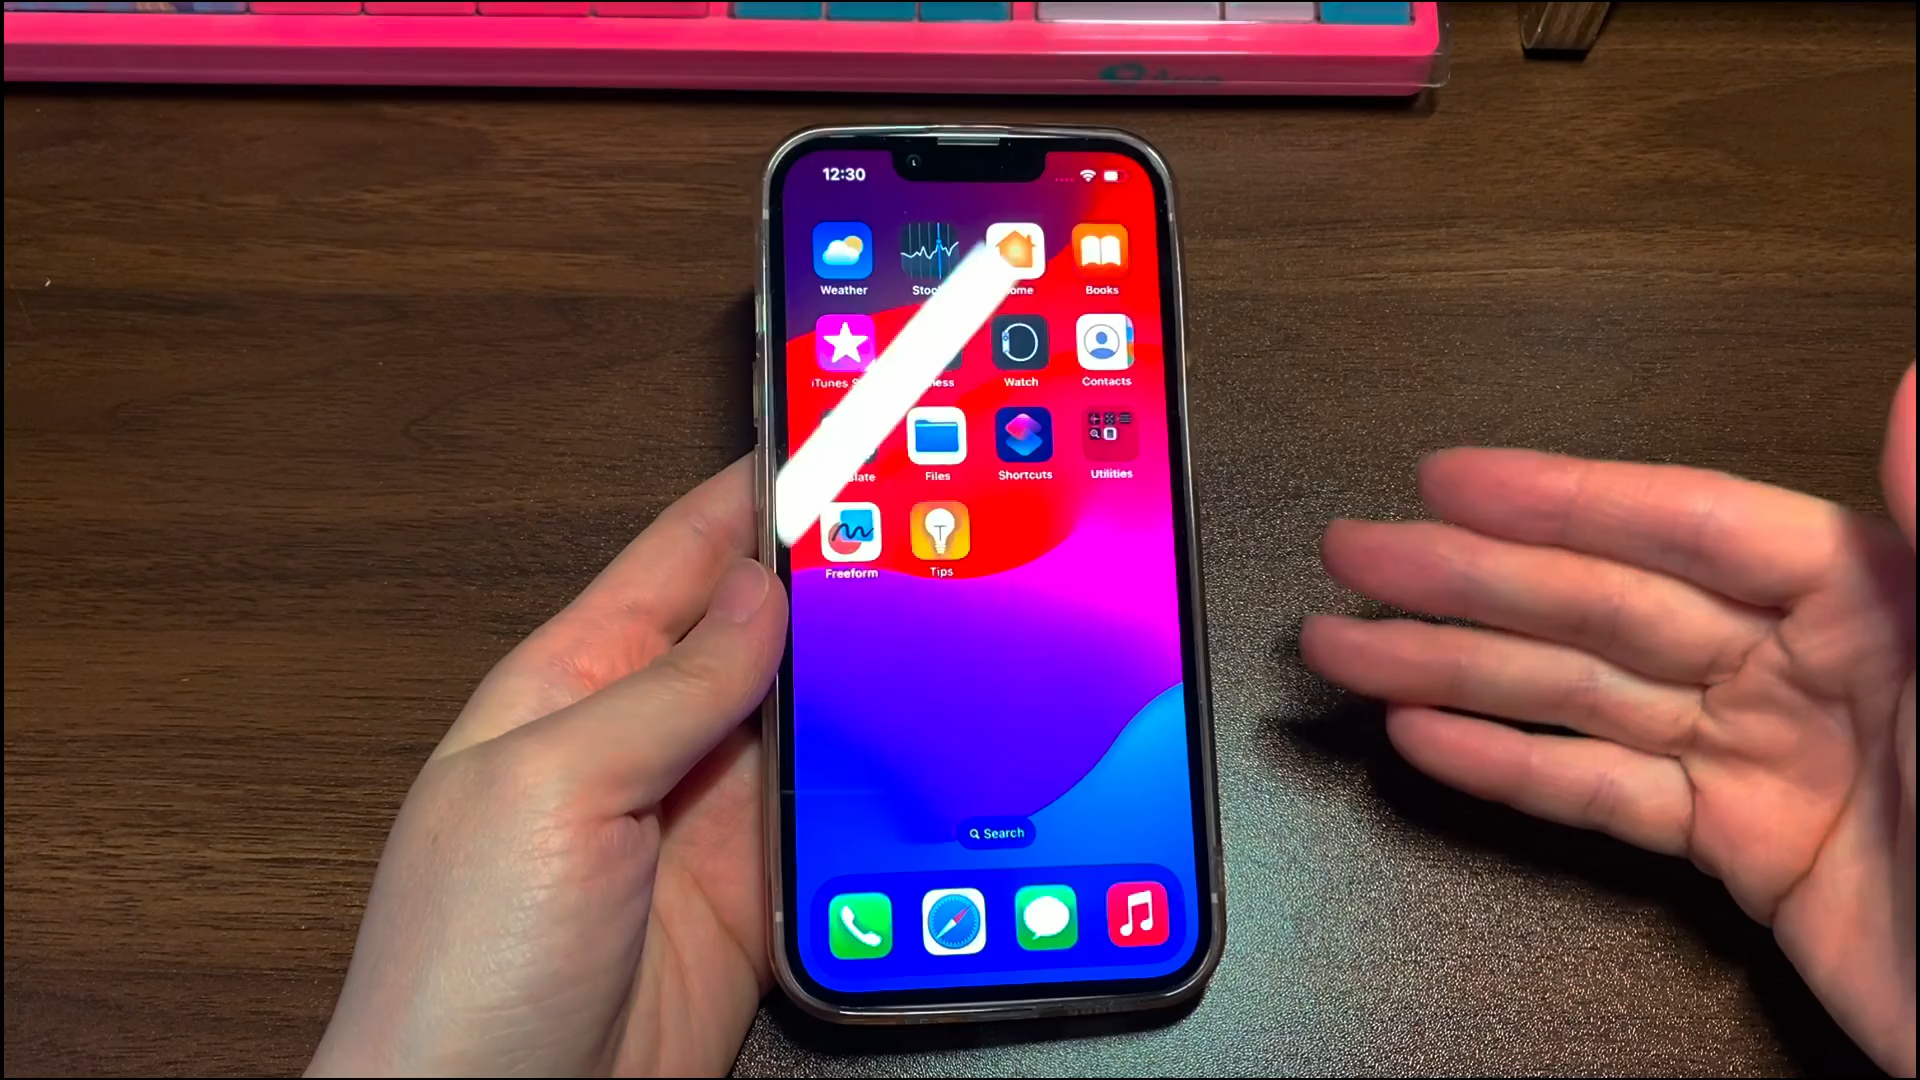 12:30
Weather
Books
Watch
Contacts
Files
Shortcuts
Utilities
Freeform
Tips
Search